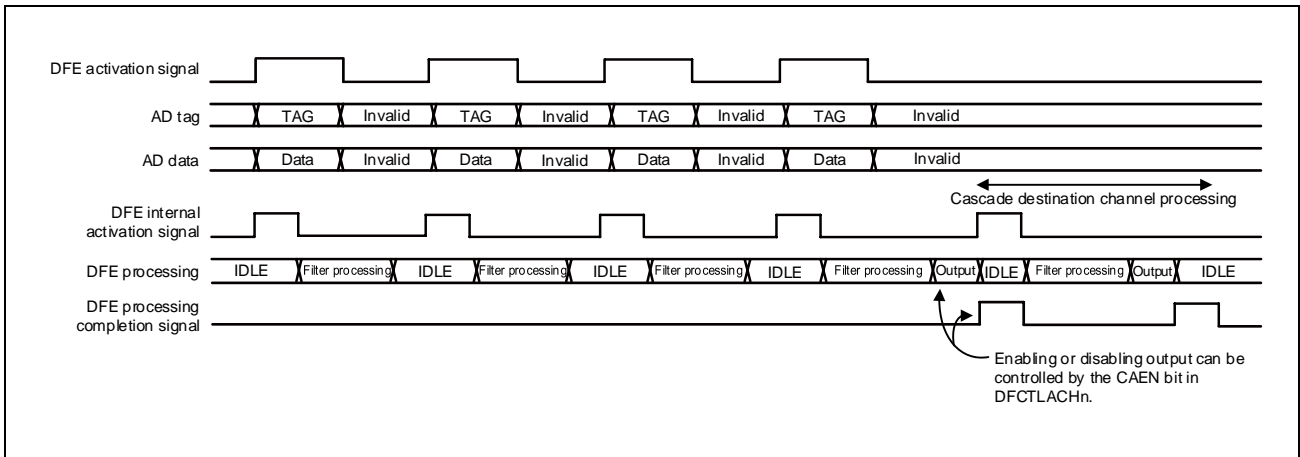 DFE activation signal
AD tag
TAG Invalid TAG Invalid TAG Invalid TAG Invalid
AD data
Data Invalid Data Invalid Data Invalid Data Invalid
Cascade destination channel processing
DFE internal
activation signal
DFE processing
IDLE Filter processing IDLE Filter processing IDLE Filter processing IDLE Filter processing Output IDLE Filter processing Output IDLE
DFE processing
completion signal
Enabling or disabling output can be
controlled by the CAEN bit in
DFCTLACHn.